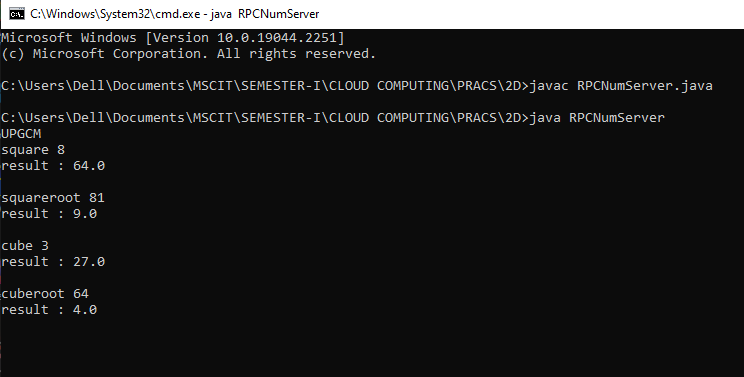 C:\Windows\System32\cmd.exe - java  RPCNumServer
Microsoft Windows [Version 10.0.19044.2251]
(c) Microsoft Corporation. All rights reserved.
C:\Users\Dell\Documents\MSCIT\SEMESTER-I\CLOUD COMPUTING\PRACS\2D>javac RPCNumServer.java
C:\Users\Dell\Documents\MSCIT\SEMESTER-I\CLOUD COMPUTING\PRACS\2D>java RPCNumServer
UPGCM
square 8
result : 64.0
squareroot 81
result : 9.0
cube 3
result : 27.0
cuberoot 64
result : 4.0